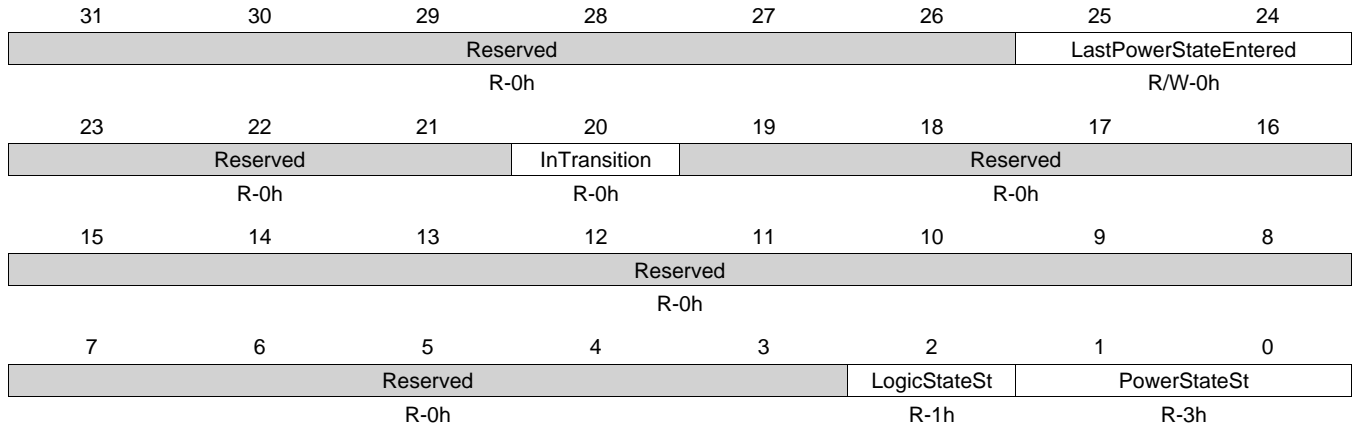 31 30 29 28 27 26 25 24
Reserved LastPowerStateEntered
R-0h R/W-0h
23 22 21 20 19 18 17 16
Reserved InTransition Reserved
R-0h R-0h R-0h
15 14 13 12 11 10 9 8
Reserved
R-0h
7 6 5 4 3 2 1 0
Reserved LogicStateSt PowerStateSt
R-0h R-1h R-3h